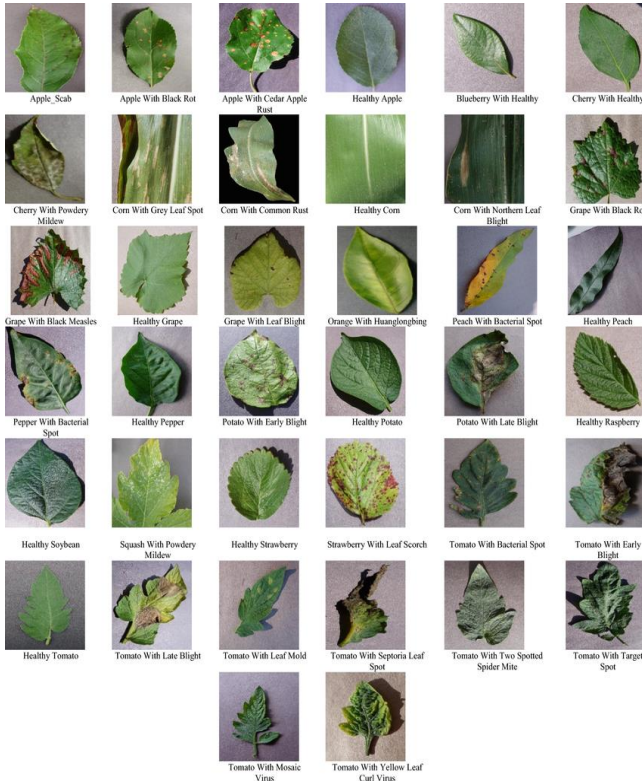 Apple_Scab
Apple With Black Rot
Apple With Cedar Apple
Rust
Healthy Apple
Blueberry With Healthy
Cherry With Healthy
Cherry With Powdery
Mildew
Corn With Grey Leaf Spot
Corn With Common Rust
Healthy Corn
Corn With Northern Leaf
Blight
Grape With Black Ro
Grape With Black Measles
Healthy Grape
Grape With Leaf Blight
Orange With Huanglongbing
Peach With Bacterial Spot
Healthy Peach
Pepper With Bacterial
Spot
Healthy Pepper
Potato With Early Blight
Healthy Potato
Potato With Late Blight
Healthy Raspberry
Healthy Soybean
Squash With Powdery
Mildew
Healthy Strawberry
Strawberry With Leaf Scorch
Tomato With Bacterial Spot
Tomato With Early
Blight
Healthy Tomato
Tomato With Late Blight
Tomato With Leaf Mold
Tomato With Septoria Leaf
Spot
Tomato With Two Spotted
Spider Mite
Tomato With Target
Spot
Tomato With Mosaic
Virus
Tomato With Yellow Leaf
Curl Virus